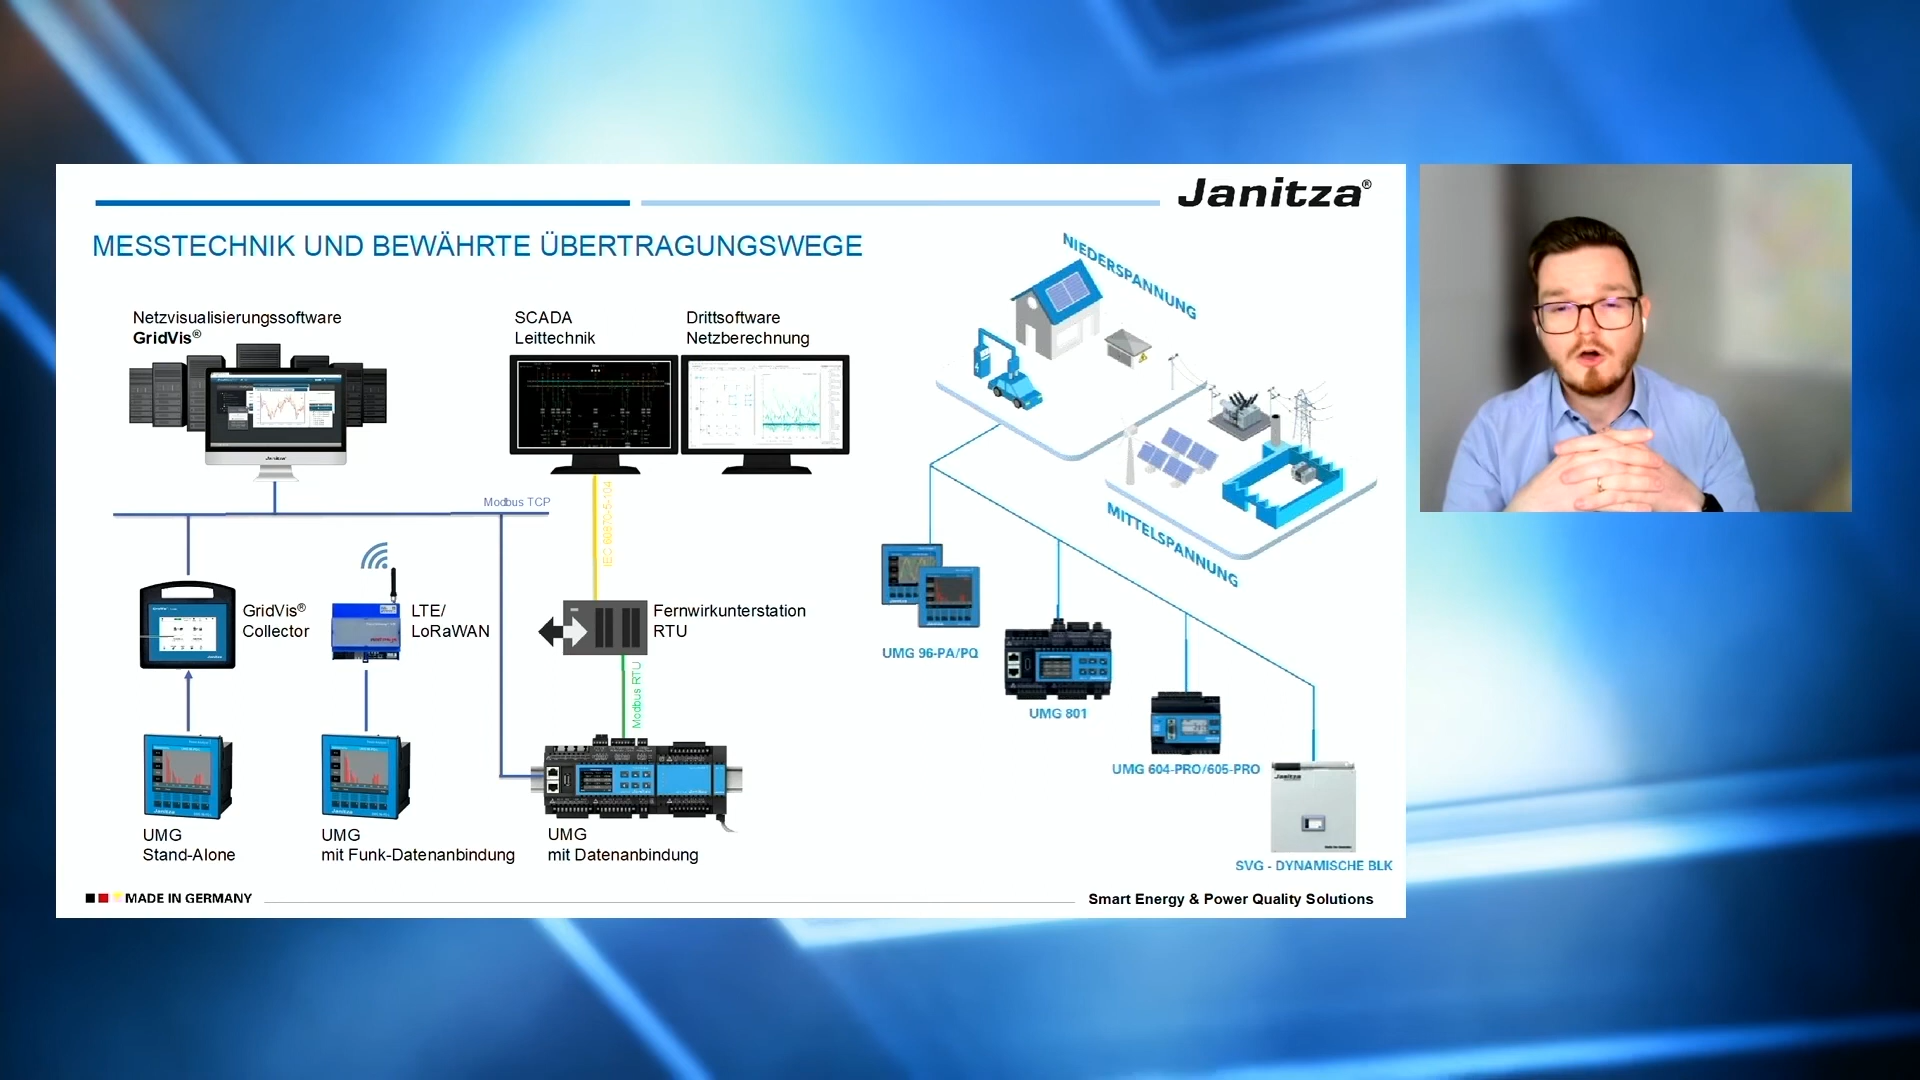 Janitza®
MESSTECHNIK UND BEWÄHRTE ÜBERTRAGUNGSWEGE
Netzvisualisierungssoftware
GridVis®
SCADA
Leittechnik
Drittsoftware
Netzberechnung
NIEDERSPANNUNG
MITTELSPANNUNG
Modbus TCP
IEC 60870-5-104
GridVis®
Collector
LTE/
LoRaWAN
Fernwirkunterstation
RTU
Modbus RTU
UMG 96-PA/PQ
UMG 801
UMG 604-PRO/605-PRO
Janitza
SVG - DYNAMISCHE BLK
UMG
Stand-Alone
UMG
mit Funk-Datenanbindung
UMG
mit Datenanbindung
MADE IN GERMANY
Smart Energy & Power Quality Solutions